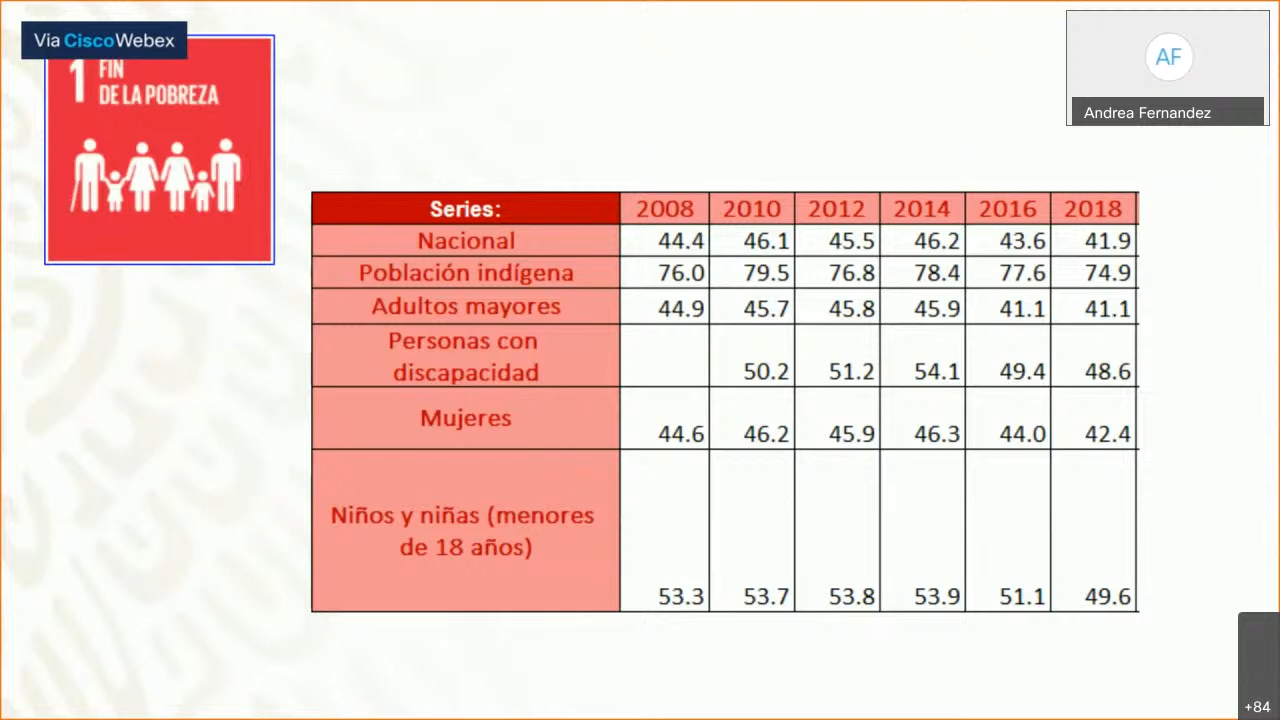 Via Cisco Webex
1 FIN
DE LA POBREZA
AF
Andrea Fernandez
Series: 2008 2010 2012 2014 2016 2018
Nacional 44.4 46.1 45.5 46.2 43.6 41.9
Población indígena 76.0 79.5 76.8 78.4 77.6 74.9
Adultos mayores 44.9 45.7 45.8 45.9 41.1 41.1
Personas con
discapacidad 50.2 51.2 54.1 49.4 48.6
Mujeres 44.6 46.2 45.9 46.3 44.0 42.4
Niños y niñas (menores
de 18 años)
53.3 53.7 53.8 53.9 51.1 49.6
+84